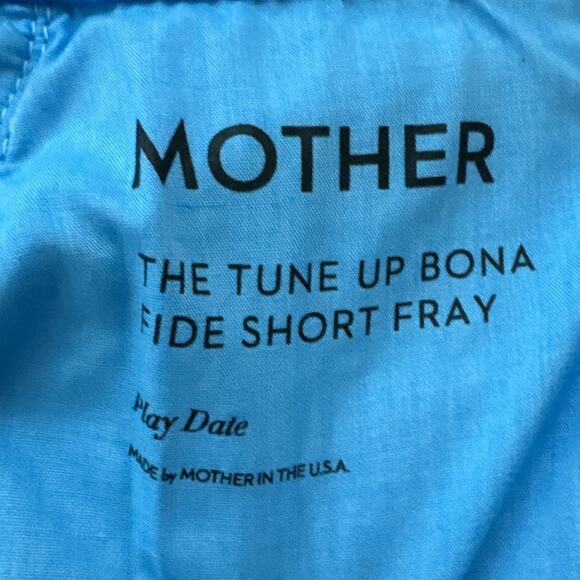 MOTHER
THE TUNE UP BONA
FIDE SHORT FRAY
Play Date
MADE by MOTHER IN THE U.S.A.